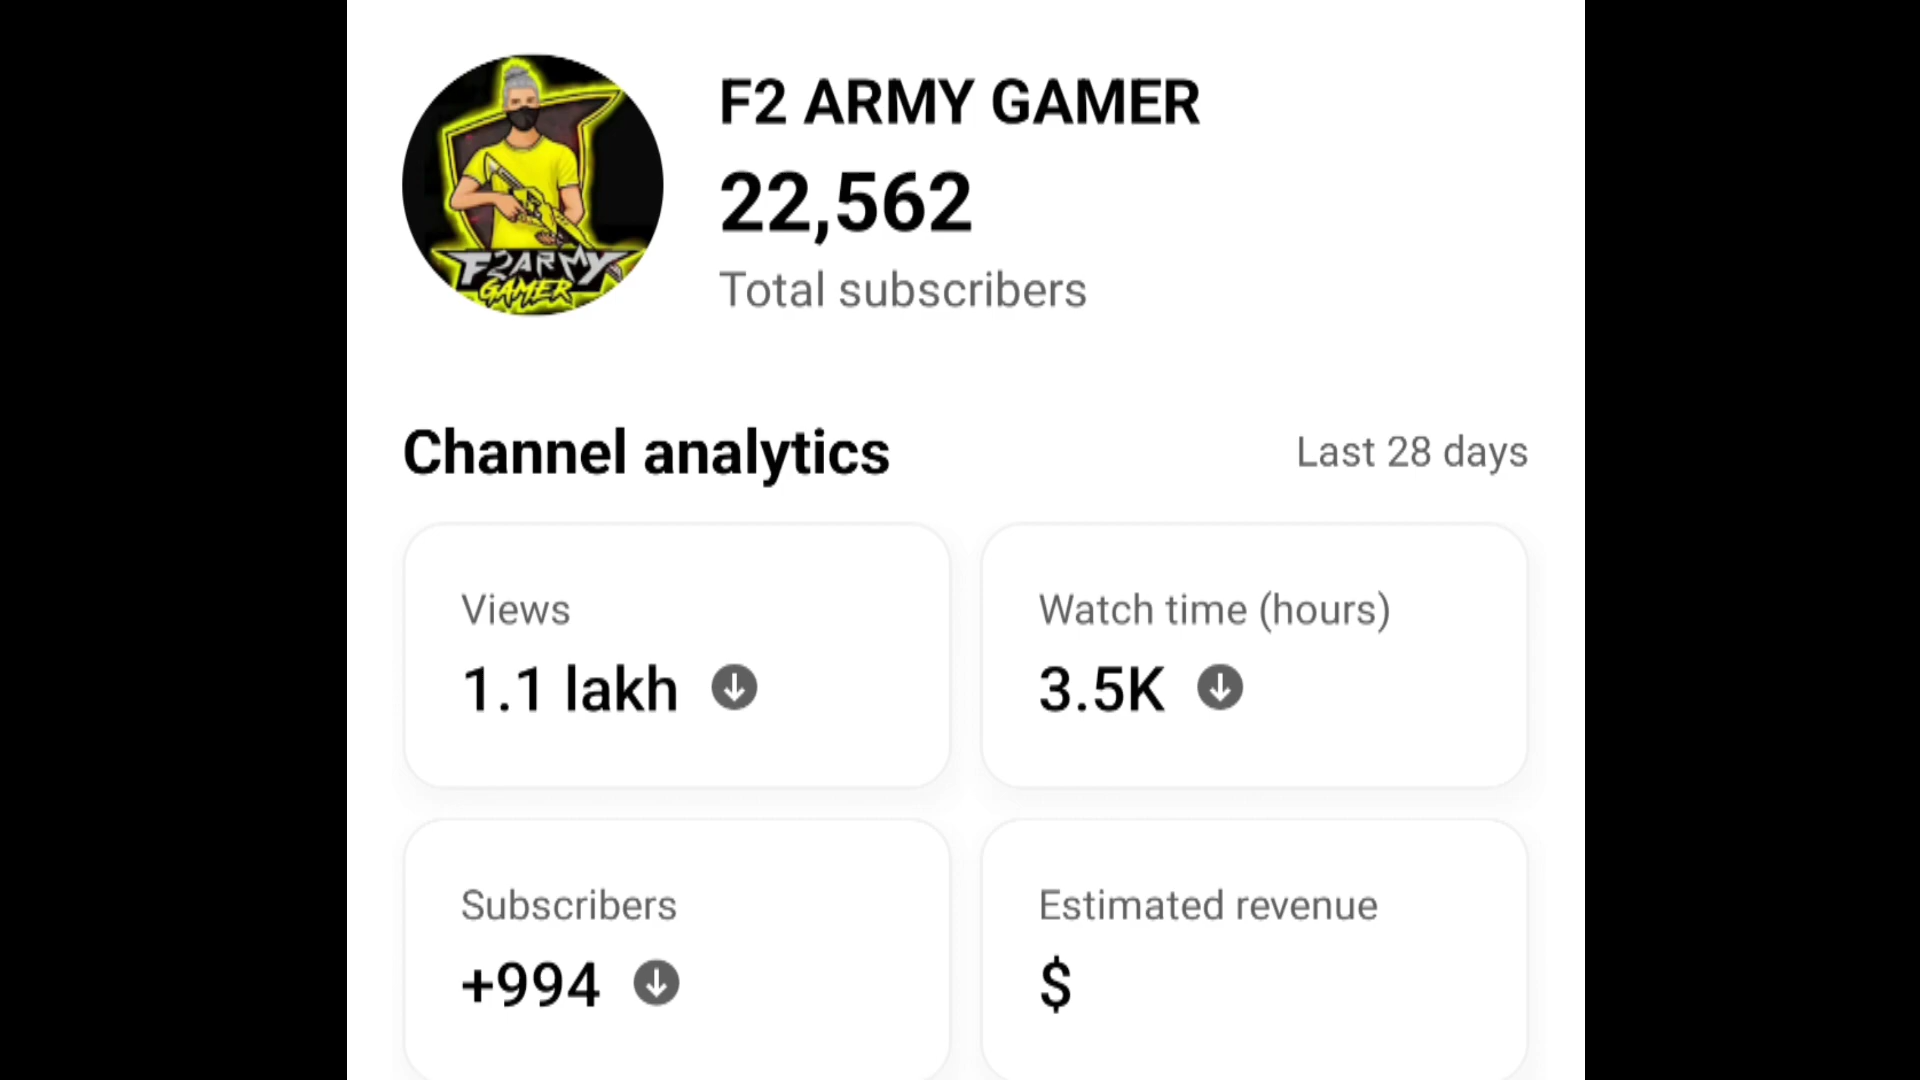 F2 ARMY GAMER
22,562
Total subscribers
F2ARMY
GAMER
Channel analytics
Last 28 days
Views
1.1 lakh
Watch time (hours)
3.5K
Subscribers
+994
Estimated revenue
$